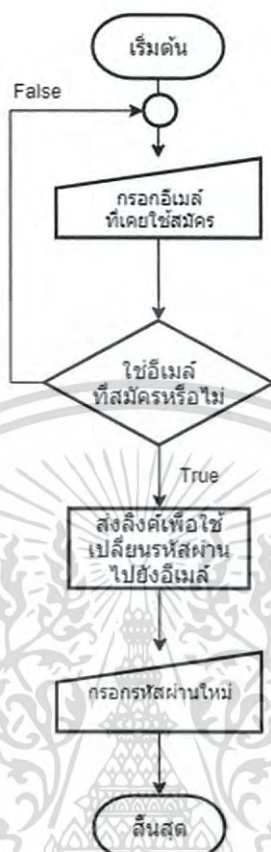 เริ่มต้น
False
กรอกอีเมล์
ที่เคยใช้สมัคร
ใช่อีเมล์
ที่สมัครหรือไม่
True
ส่งลิงค์เพื่อใช้
เปลี่ยนรหัสผ่าน
ไปยังอีเมล์
กรอกรหัสผ่านใหม่
สิ้นสุด